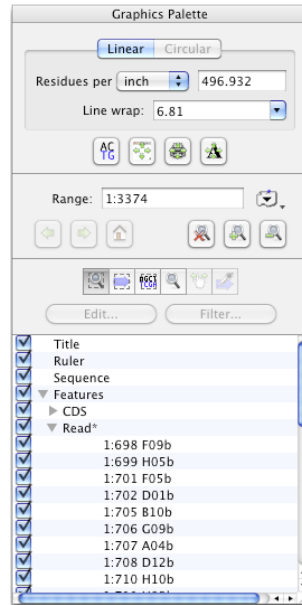 Graphics Palette
Linear Circular
Residues per inch 496.932
Line wrap: 6.81
AC
TG
A
Range: 1:3374
Edit... Filter...
Title
Ruler
Sequence
Features
CDS
Read*
1:698 F09b
1:699 H05b
1:701 F05b
1:702 D01b
1:705 B10b
1:706 G09b
1:707 A04b
1:708 D12b
1:710 H10b